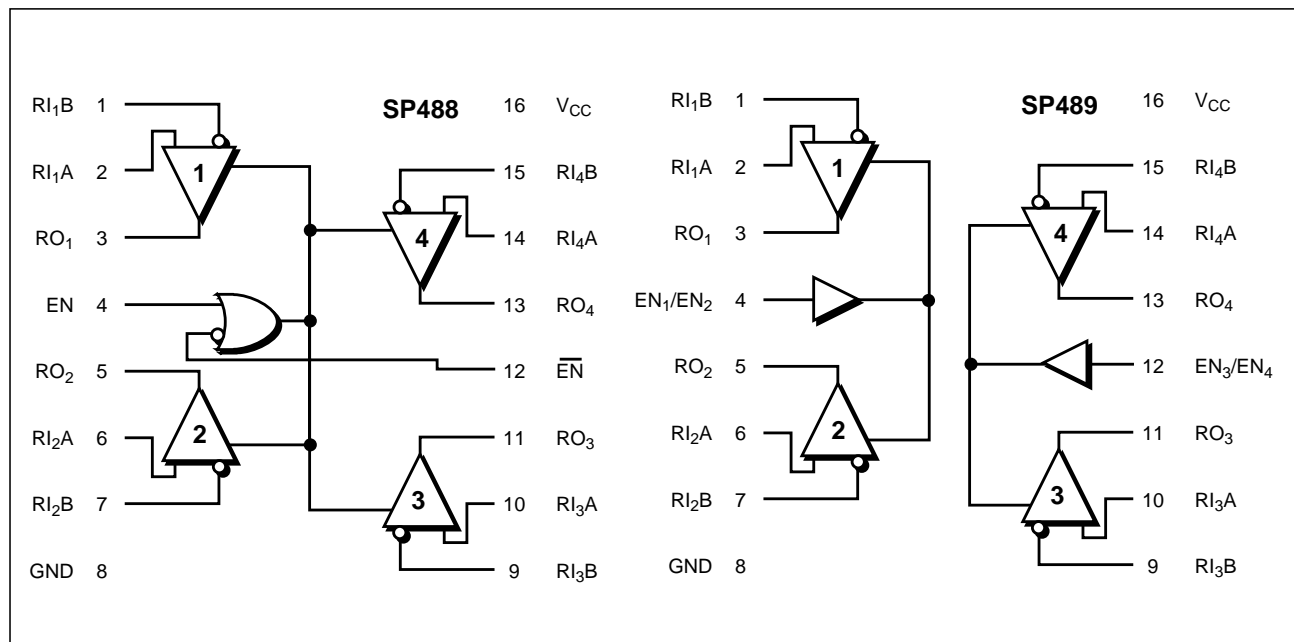 SP488
RI₁B 1
RI₁A 2
RO₁ 3
EN 4
RO₂ 5
RI₂A 6
RI₂B 7
GND 8
16 V_CC
15 RI₄B
14 RI₄A
13 RO₄
12 E̅N̅
11 RO₃
10 RI₃A
9 RI₃B
1
2
3
4
SP489
RI₁B 1
RI₁A 2
RO₁ 3
EN₁/EN₂ 4
RO₂ 5
RI₂A 6
RI₂B 7
GND 8
16 V_CC
15 RI₄B
14 RI₄A
13 RO₄
12 EN₃/EN₄
11 RO₃
10 RI₃A
9 RI₃B
1
2
3
4